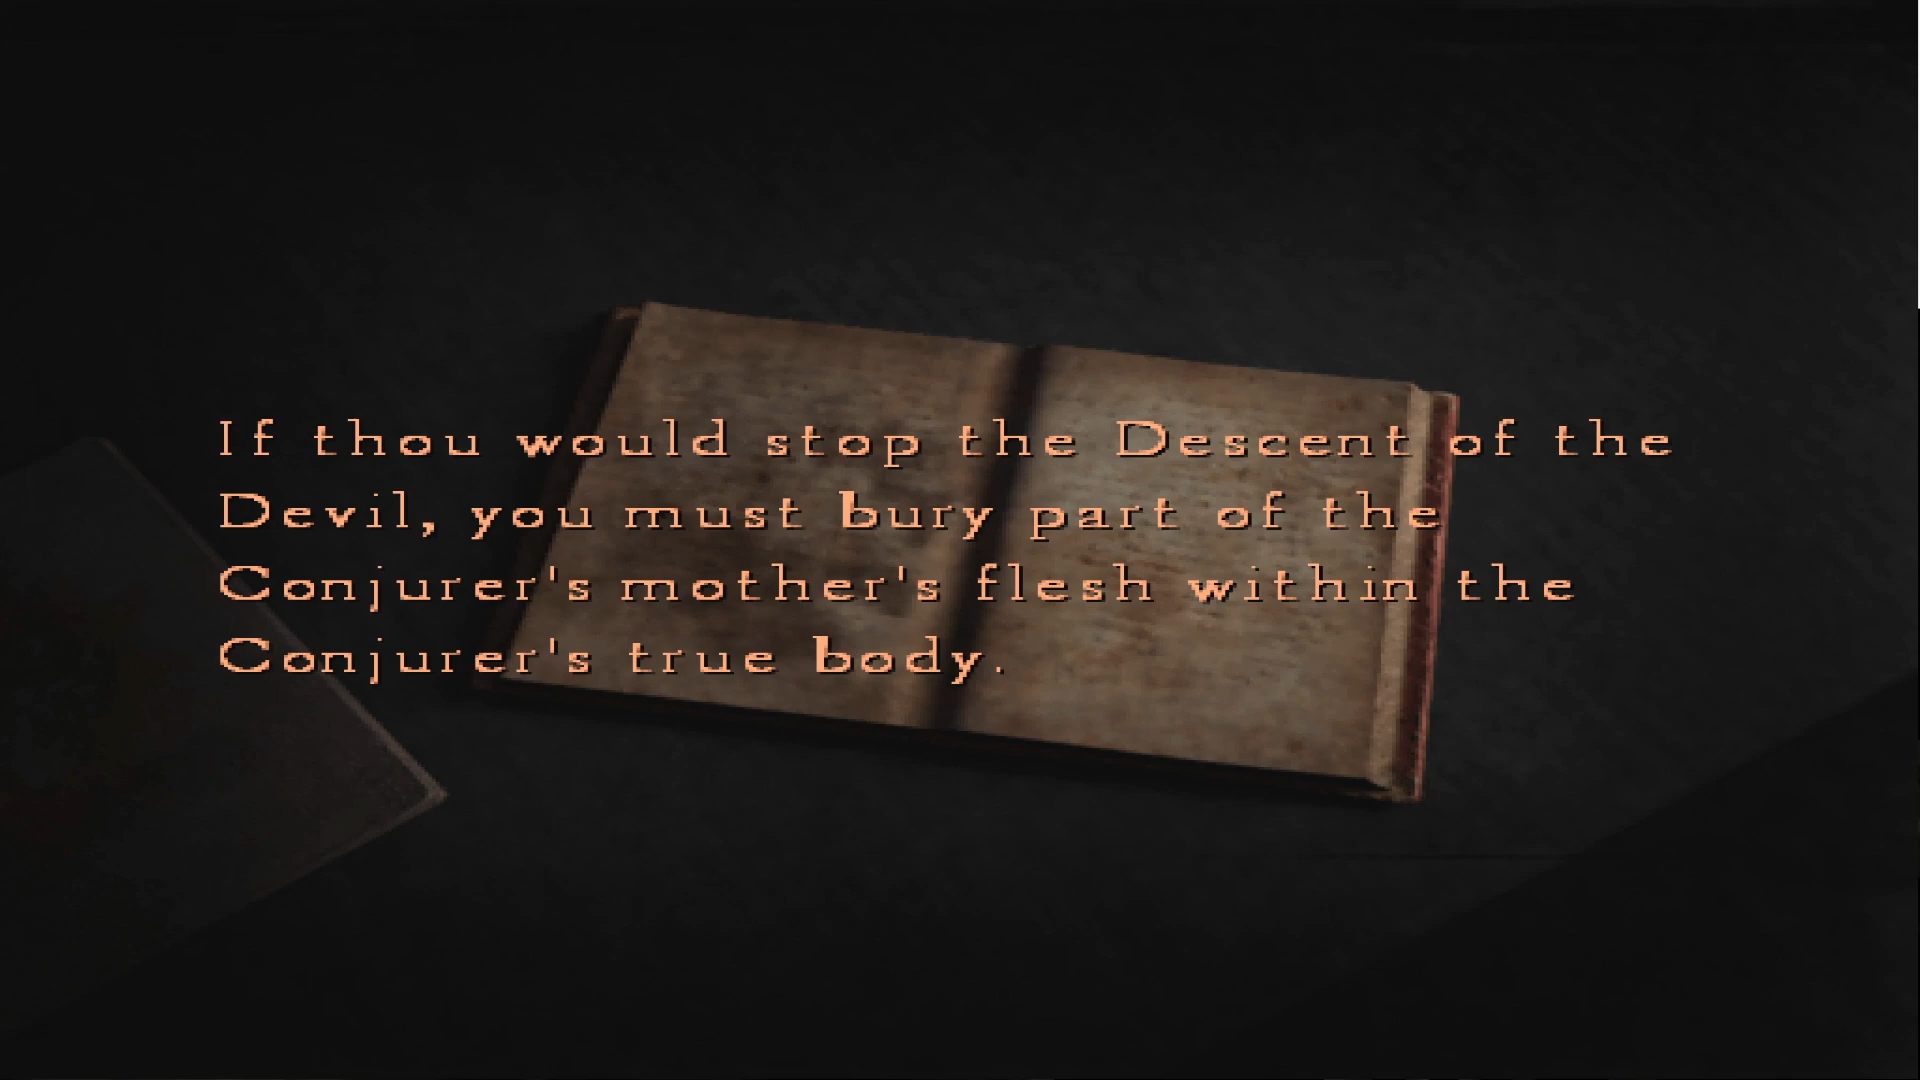 If thou would stop the Descent of the
Devil, you must bury part of the
Conjurer's mother's flesh within the
Conjurer's true body.